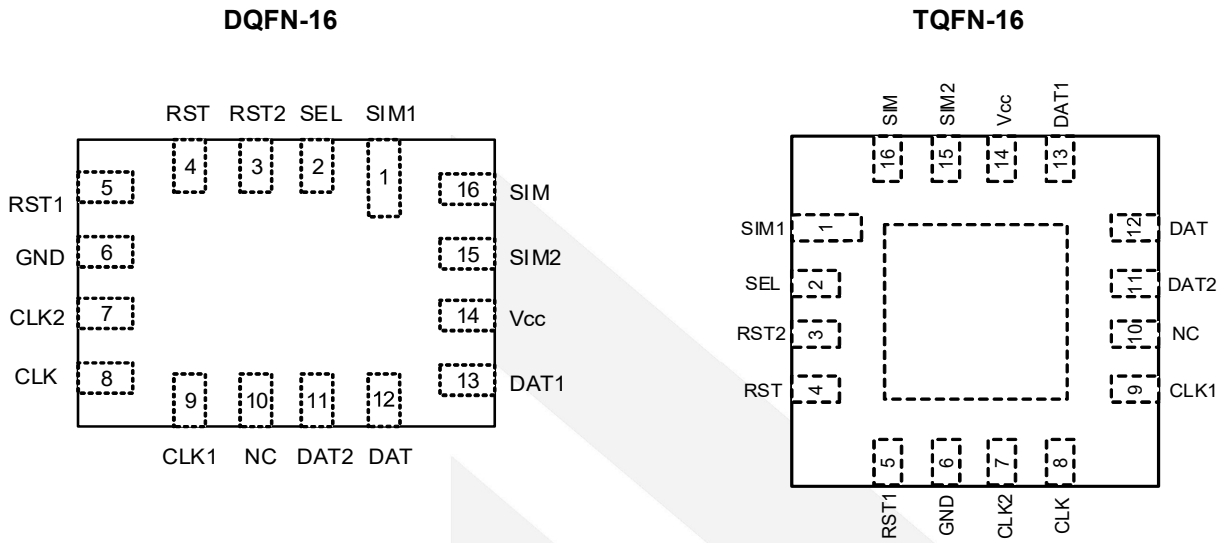 DQFN-16
RST RST2 SEL SIM1
4 3 2 1
5 16 SIM
RST1
GND 6 15 SIM2
CLK2 7 14 Vcc
CLK 8 13 DAT1
9 10 11 12
CLK1 NC DAT2 DAT
TQFN-16
SIM SIM2 Vcc DAT1
16 15 14 13
SIM1 1 12 DAT
SEL 2 11 DAT2
RST2 3 10 NC
RST 4 9 CLK1
5 6 7 8
RST1 GND CLK2 CLK